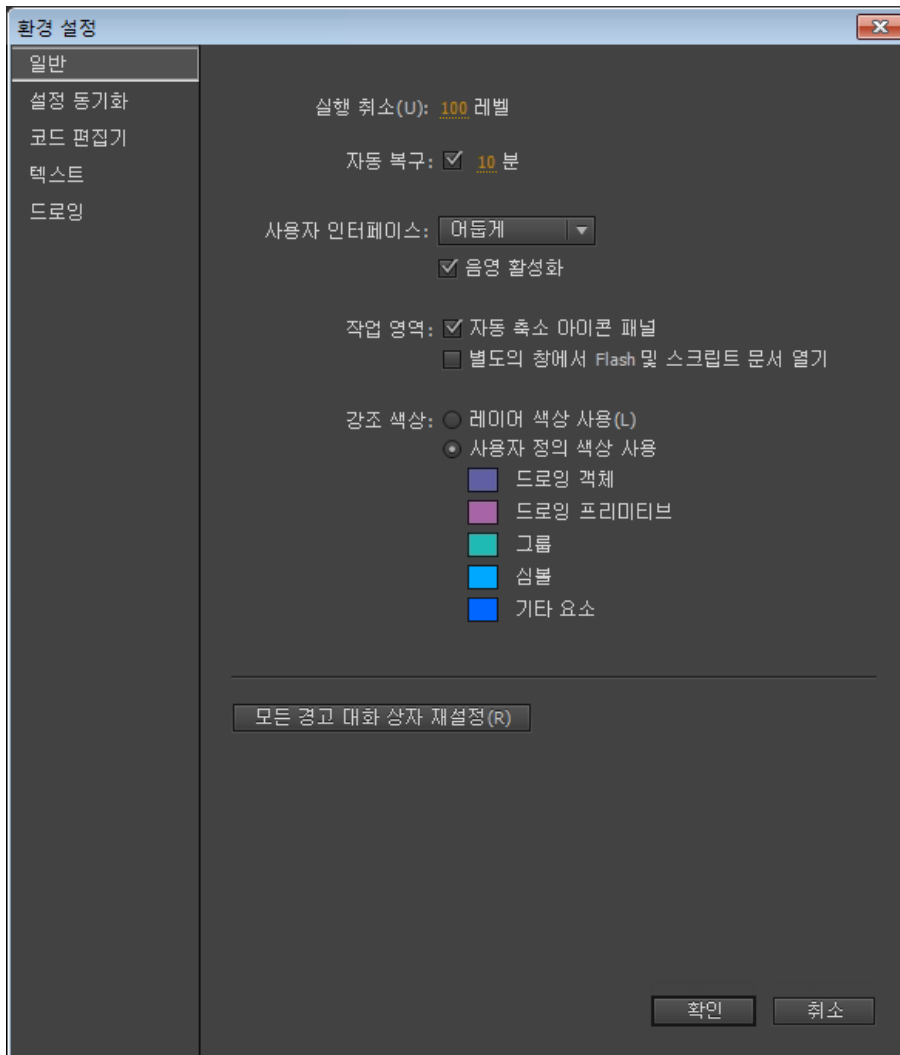 환경 설정
일반
설정 동기화
코드 편집기
텍스트
드로잉
실행 취소(U): 100 레벨
자동 복구: 10 분
사용자 인터페이스: 어둡게
음영 활성화
작업 영역: 자동 축소 아이콘 패널
별도의 창에서 Flash 및 스크립트 문서 열기
강조 색상: 레이어 색상 사용(L)
사용자 정의 색상 사용
드로잉 객체
드로잉 프리미티브
그룹
심볼
기타 요소
모든 경고 대화 상자 재설정(R)
확인 취소